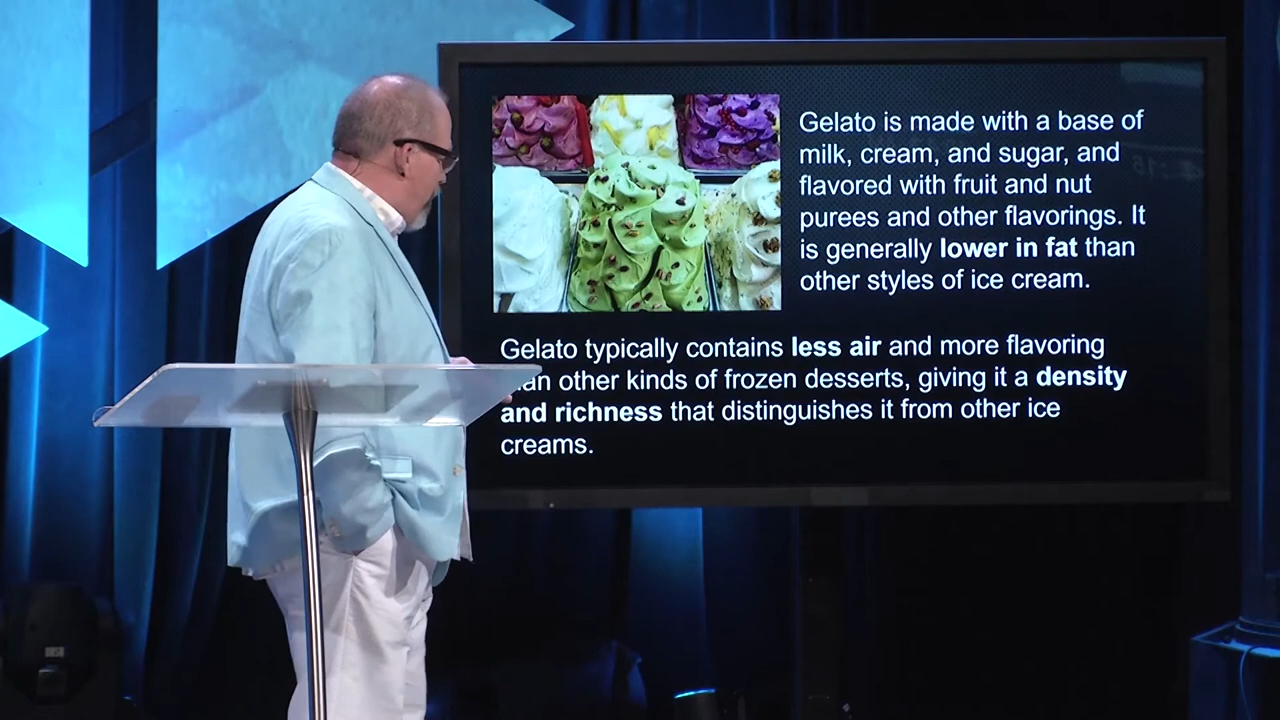 Gelato is made with a base of
milk, cream, and sugar, and
flavored with fruit and nut
purees and other flavorings. It
is generally lower in fat than
other styles of ice cream.
Gelato typically contains less air and more flavoring
other kinds of frozen desserts, giving it a density
and richness that distinguishes it from other ice
creams.